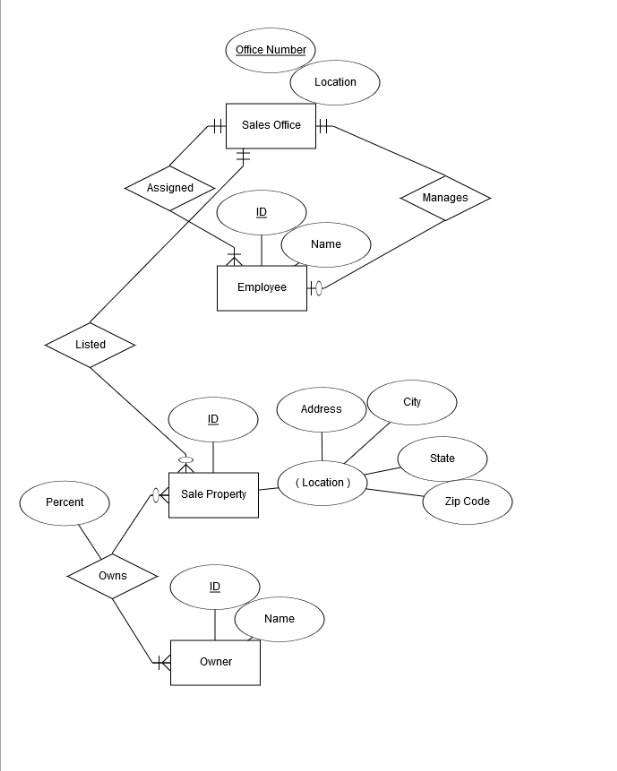 Office Number
Location
Sales Office
Assigned
Manages
ID
Name
Employee
Listed
ID
Address
City
State
( Location )
Sale Property
Percent
Zip Code
Owns
ID
Name
Owner